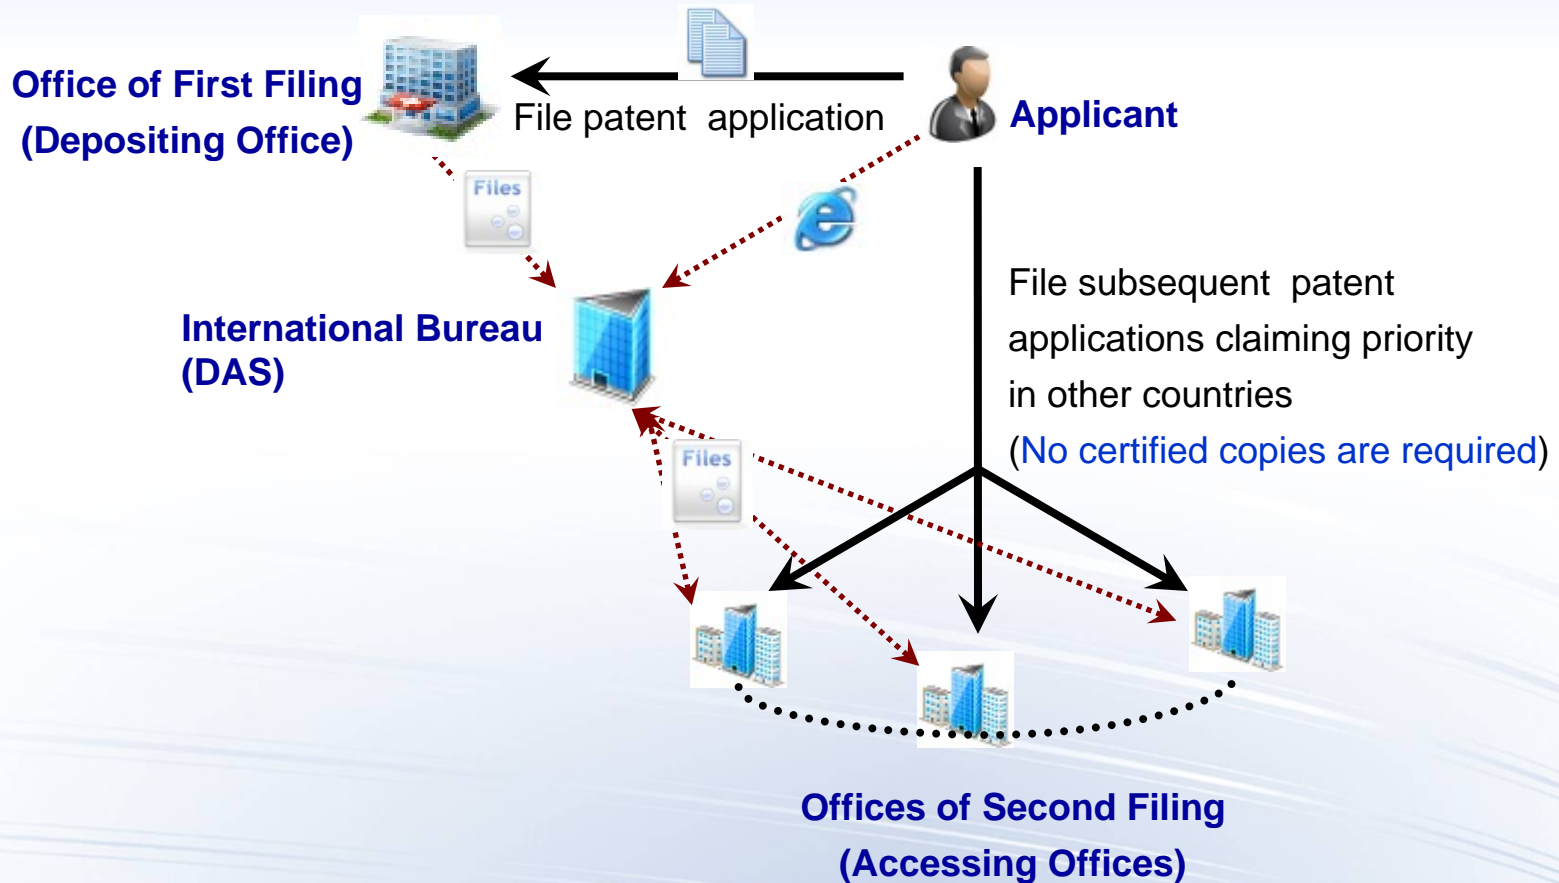 Office of First Filing
(Depositing Office)
File patent application
Applicant
Files
International Bureau
(DAS)
File subsequent patent
applications claiming priority
in other countries
(No certified copies are required)
Files
Offices of Second Filing
(Accessing Offices)